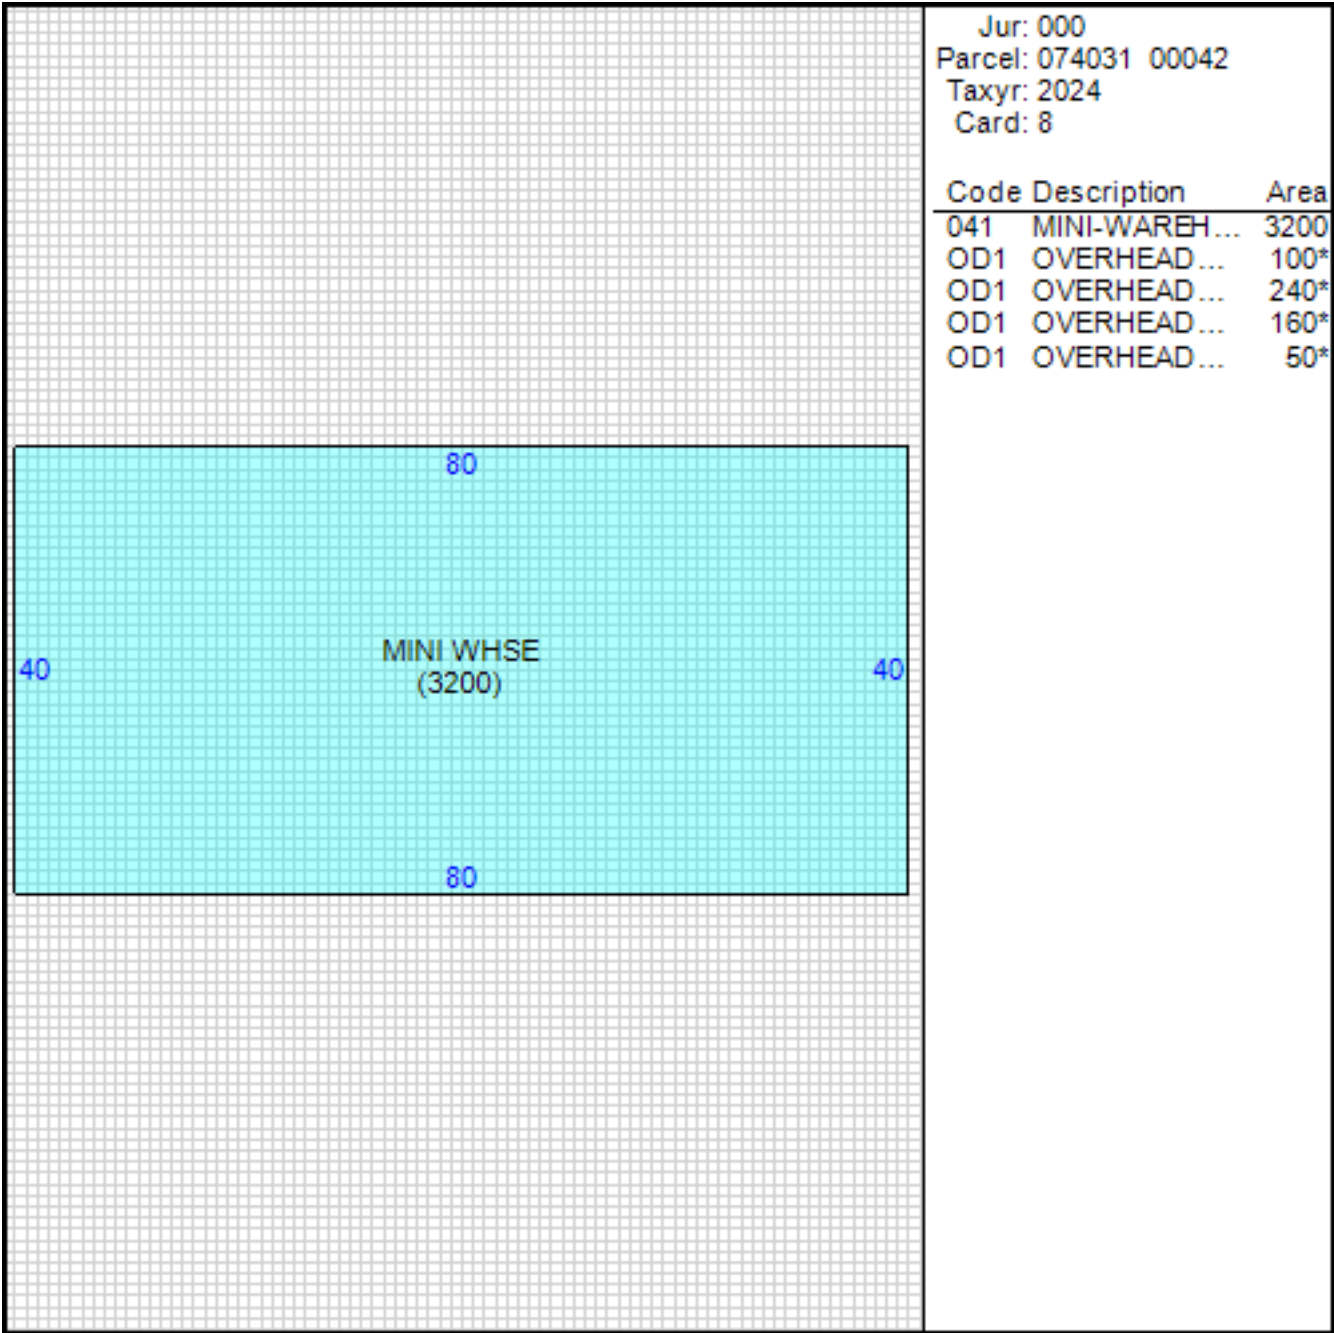 Jur: 000
Parcel: 074031 00042
Taxyr: 2024
Card: 8
Code Description Area
041 MINI-WAREH... 3200
OD1 OVERHEAD... 100*
OD1 OVERHEAD... 240*
OD1 OVERHEAD... 160*
OD1 OVERHEAD... 50*
80
MINI WHSE
40 40
(3200)
80